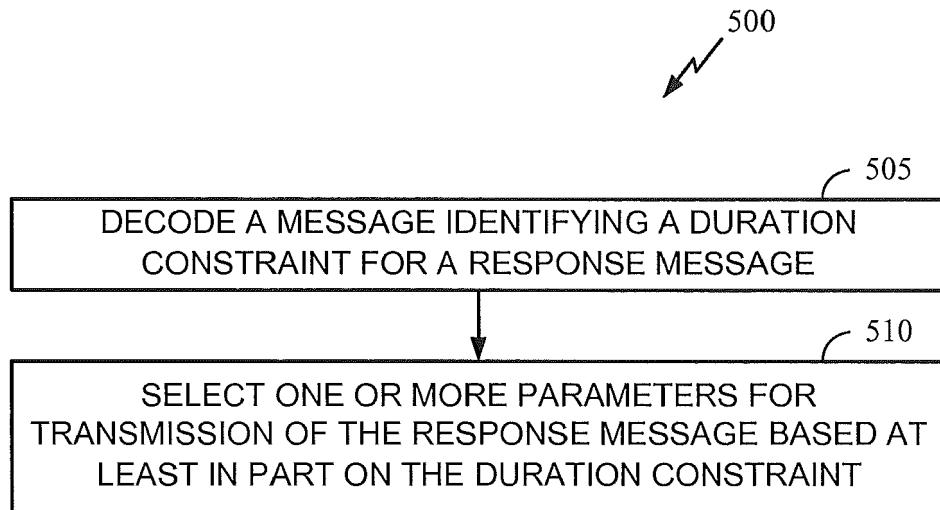 500
505
DECODE A MESSAGE IDENTIFYING A DURATION
CONSTRAINT FOR A RESPONSE MESSAGE
510
SELECT ONE OR MORE PARAMETERS FOR
TRANSMISSION OF THE RESPONSE MESSAGE BASED AT
LEAST IN PART ON THE DURATION CONSTRAINT